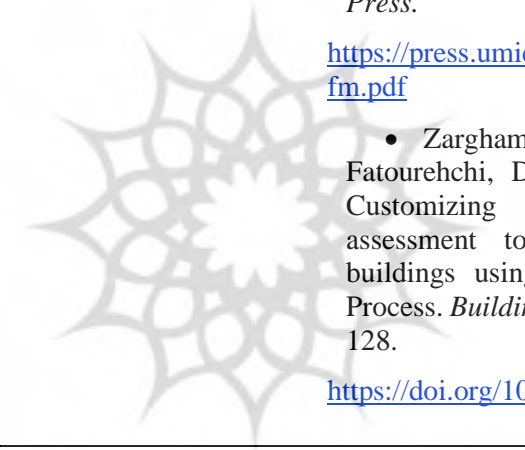 Press.
https://press.umic
fm.pdf
• Zargham
Fatourehchi, D
Customizing
assessment to
buildings using
Process. Buildin
128.
https://doi.org/10